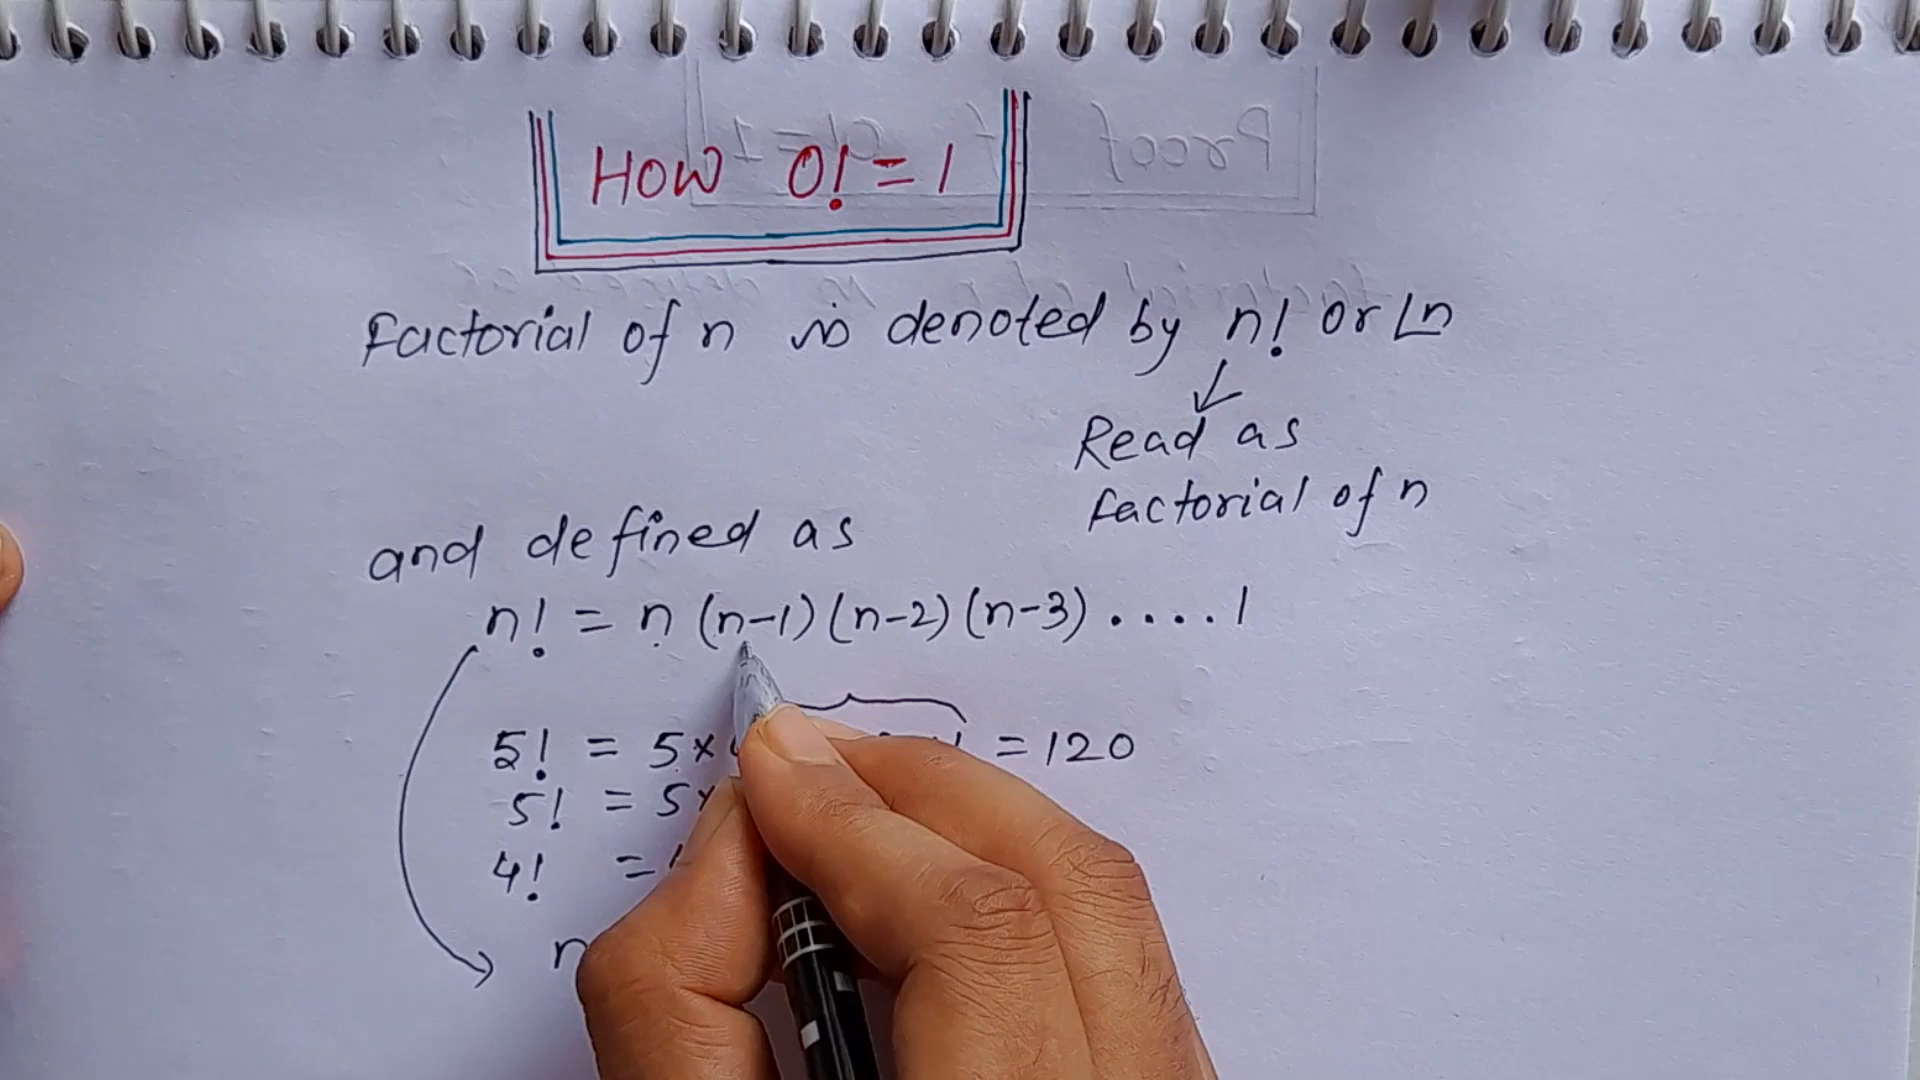 How 0! = 1
Factorial of n is denoted by n! or ∟n
Read as
factorial of n
and defined as
n! = n (n-1) (n-2) (n-3) ..... 1
5! = 5 × = 120
5! = 5 ×
4! =
n